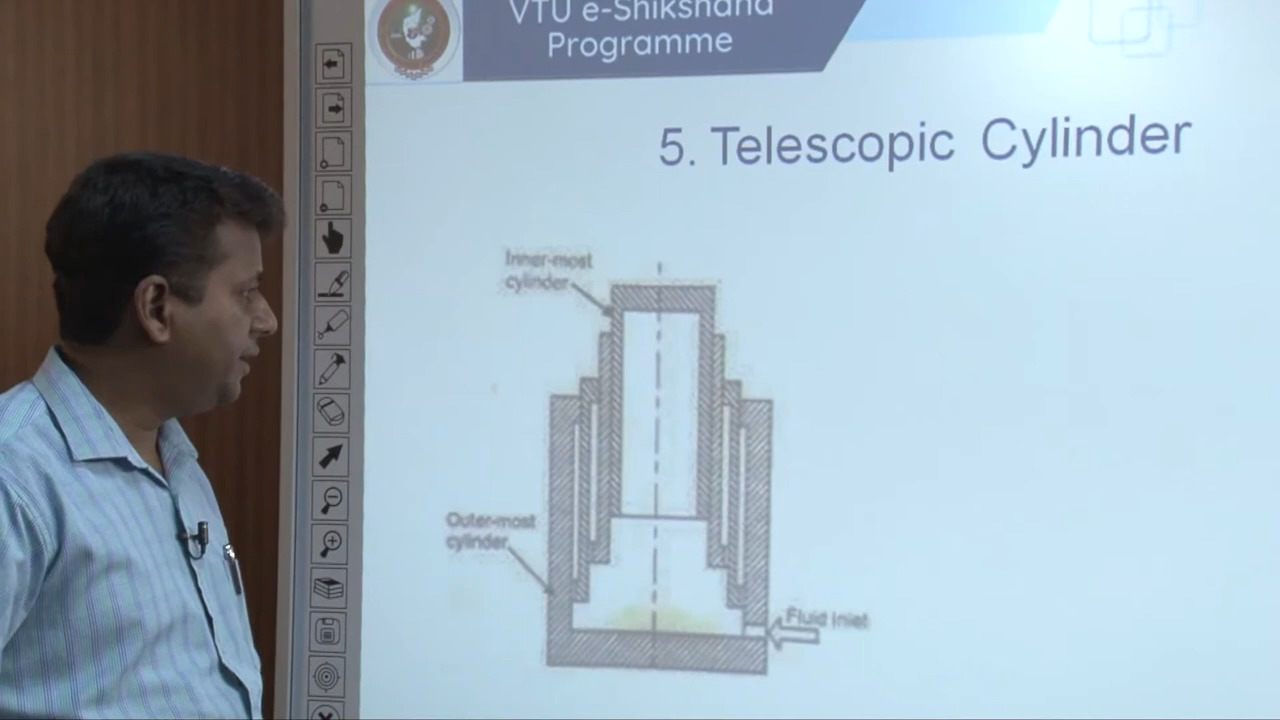 VTU e-Shikshana
Programme
5. Telescopic Cylinder
Inner-most
cylinder
Outer-most
cylinder
Fluid Inlet